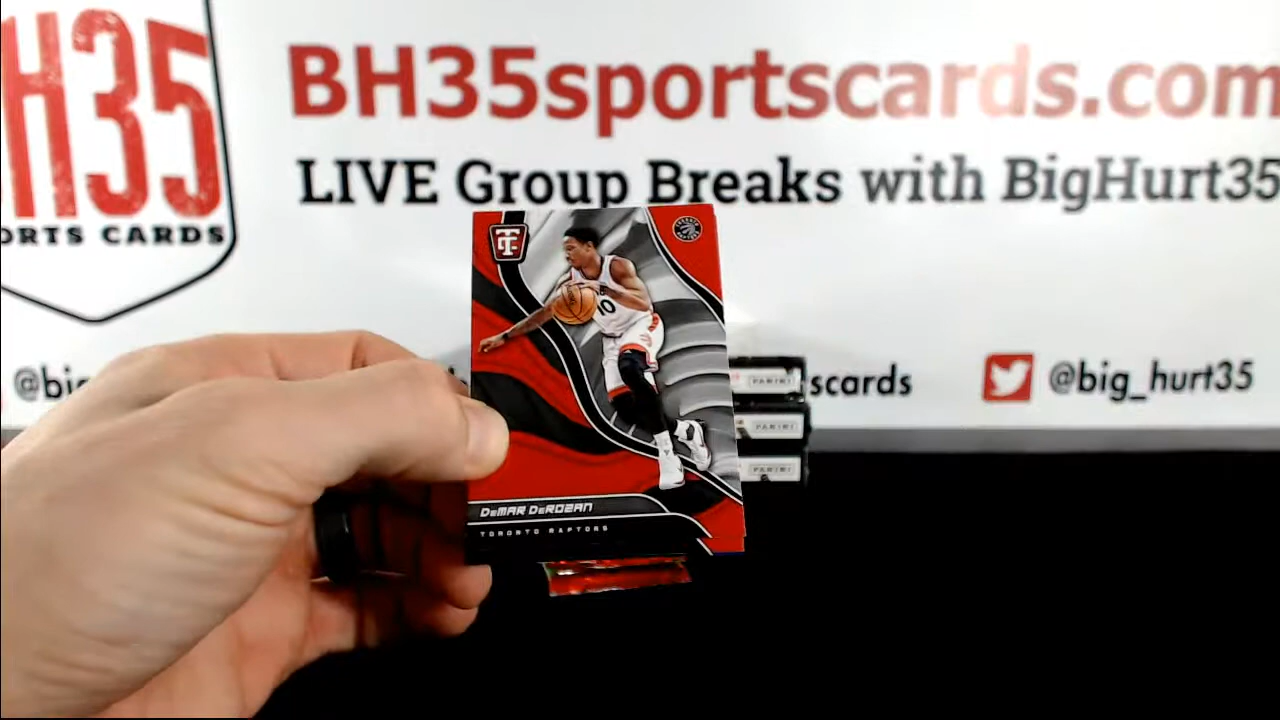 H35
ORTS CARDS
BH35sportscards.com
LIVE Group Breaks with BigHurt35
@big
scards
@big_hurt35
PANINI
PANINI
PANINI
TC
10
DeMAR DeROZAN
TORONTO RAPTORS